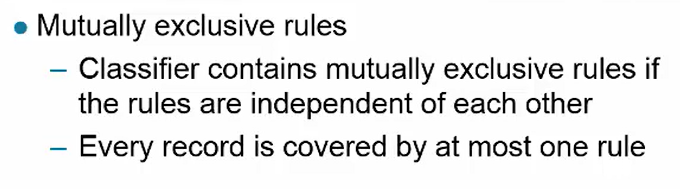 ● Mutually exclusive rules
– Classifier contains mutually exclusive rules if
the rules are independent of each other
– Every record is covered by at most one rule